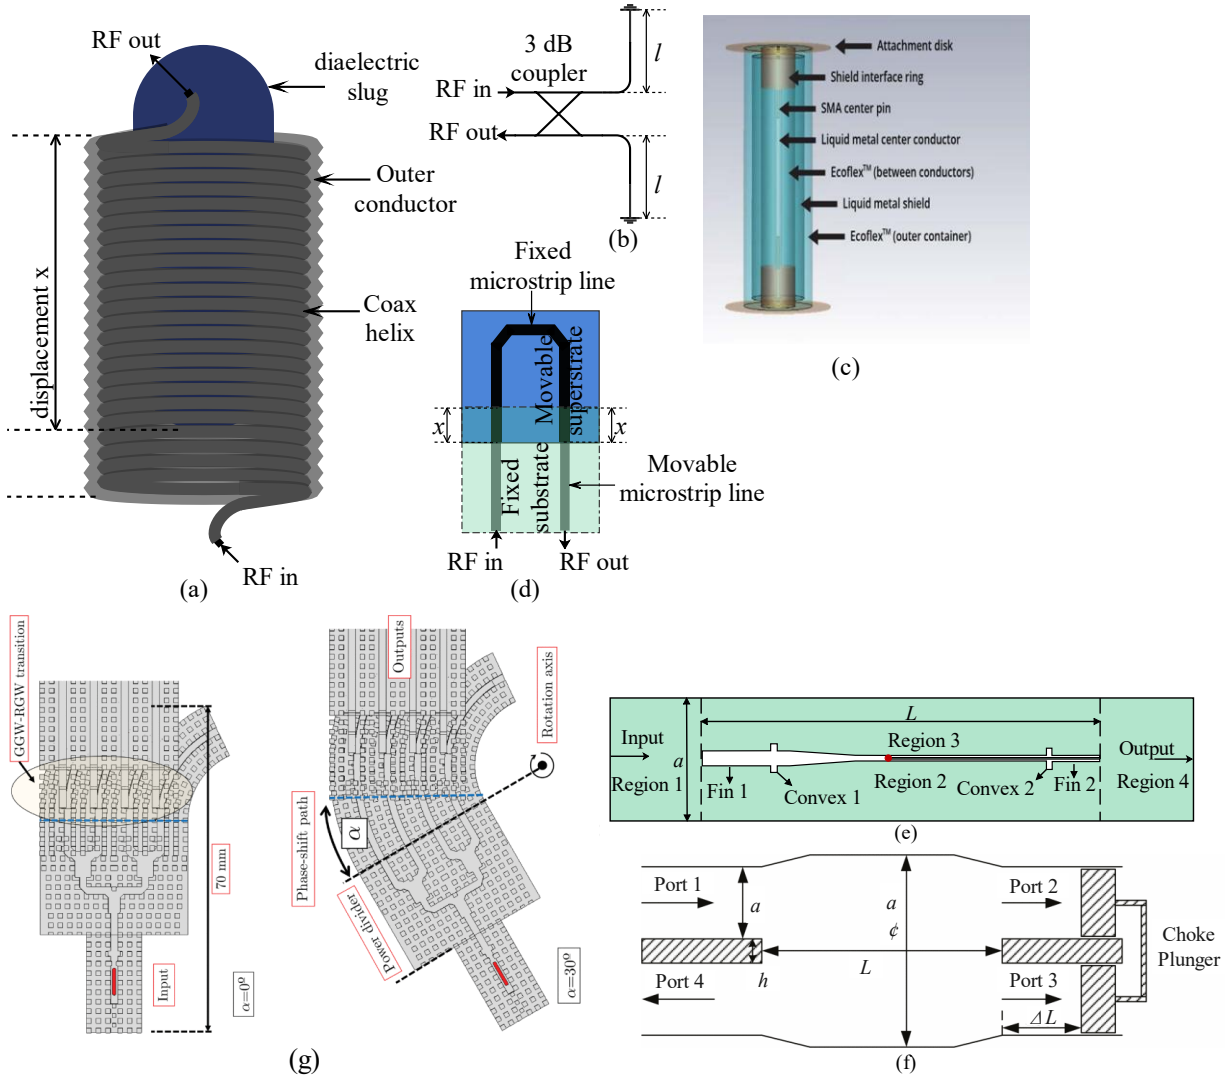 RF out
diaelectric
slug
displacement x
Outer
conductor
Coax
helix
RF in
(a)
3 dB
coupler
RF in
RF out
l
l
(b)
Attachment disk
Shield interface ring
SMA center pin
Liquid metal center conductor
Ecoflex™ (between conductors)
Liquid metal shield
Ecoflex™ (outer container)
(c)
Fixed
microstrip line
Movable
superstrate
x
x
Fixed
substrate
Movable
microstrip line
RF in
RF out
(d)
GGW-RGW transition
70 mm
Input
α=0º
Outputs
Rotation axis
Phase-shift path
α
Power divider
α=30º
(g)
L
Input
Region 1
a
Region 3
Region 2
Fin 1
Convex 1
Convex 2
Fin 2
Output
Region 4
(e)
Port 1
a
a
¢
Port 2
h
L
Port 4
Port 3
ΔL
Choke
Plunger
(f)